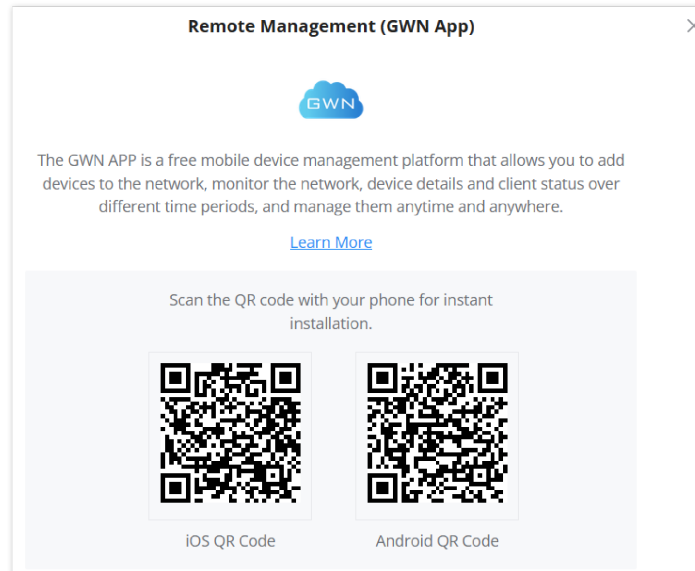 Remote Management (GWN App)
GWN
The GWN APP is a free mobile device management platform that allows you to add
devices to the network, monitor the network, device details and client status over
different time periods, and manage them anytime and anywhere.
Learn More
Scan the QR code with your phone for instant
installation.
iOS QR Code
Android QR Code